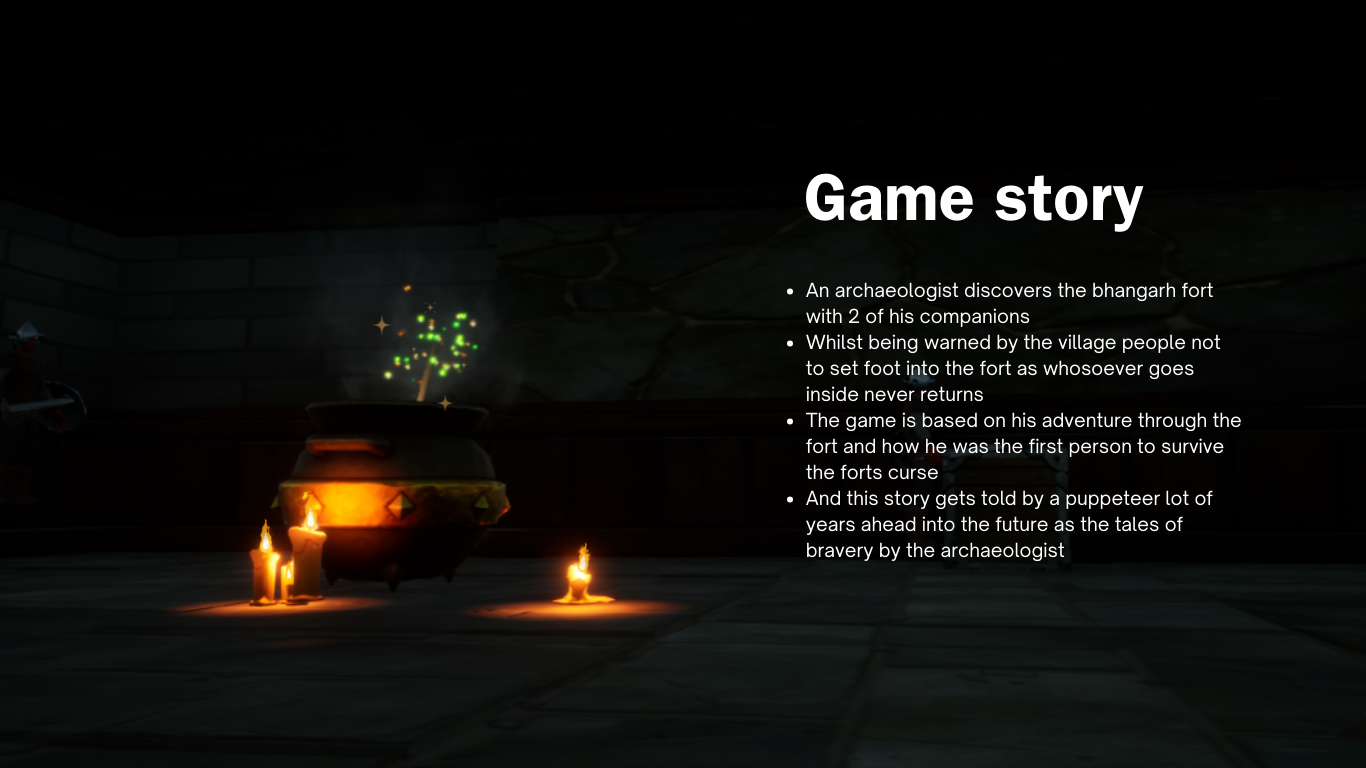 Game story
• An archaeologist discovers the bhangarh fort
with 2 of his companions
• Whilst being warned by the village people not
to set foot into the fort as whosoever goes
inside never returns
• The game is based on his adventure through the
fort and how he was the first person to survive
the forts curse
• And this story gets told by a puppeteer lot of
years ahead into the future as the tales of
bravery by the archaeologist